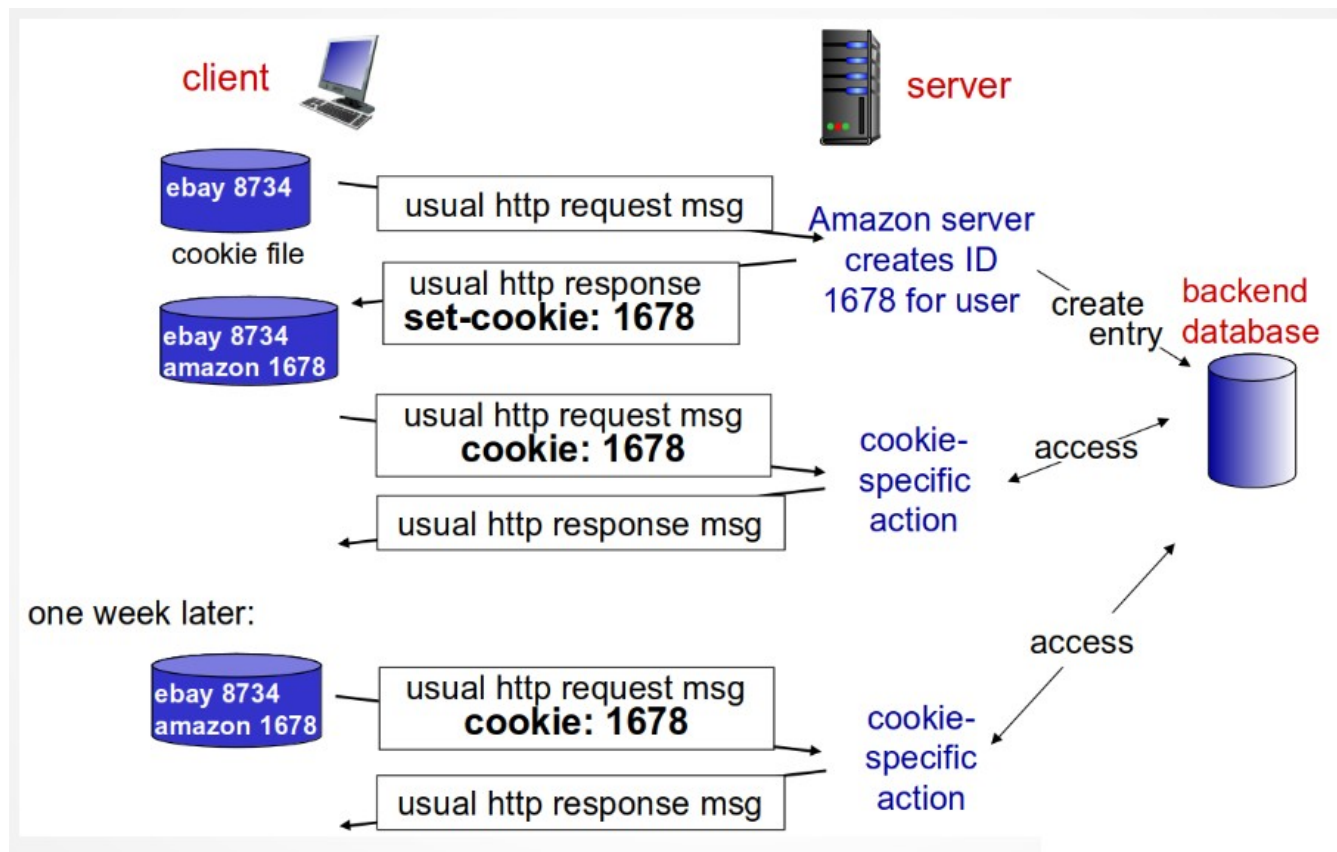 client
server
ebay 8734
cookie file
usual http request msg
Amazon server
creates ID
1678 for user
create
entry
backend
database
usual http response
set-cookie: 1678
ebay 8734
amazon 1678
usual http request msg
cookie: 1678
cookie-
specific
action
access
usual http response msg
one week later:
access
ebay 8734
amazon 1678
usual http request msg
cookie: 1678
cookie-
specific
action
usual http response msg